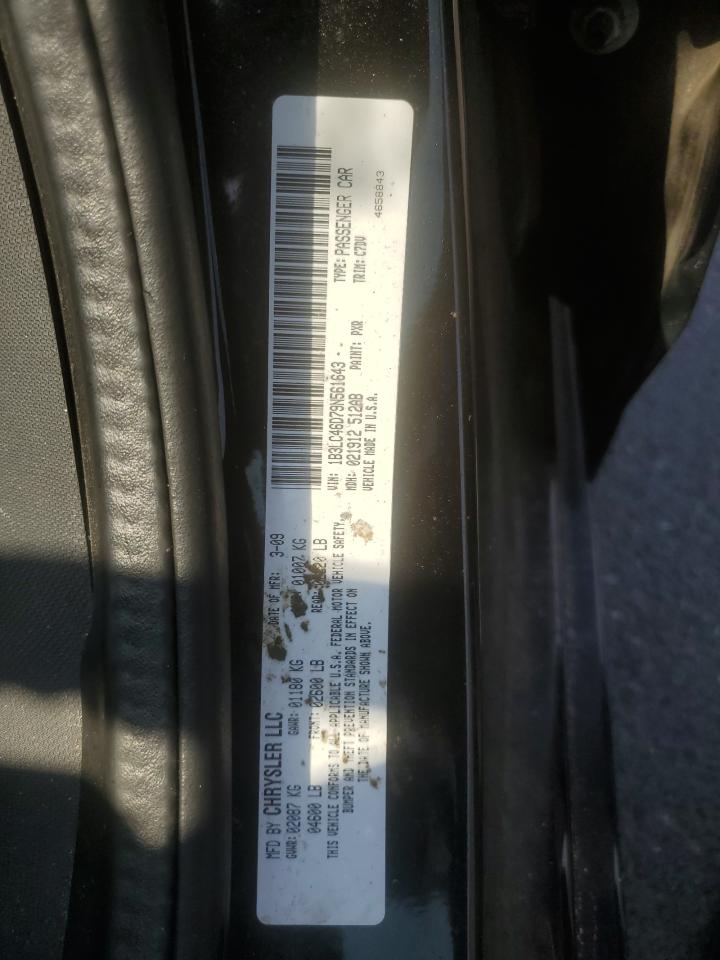 MFD BY CHRYSLER LLC DATE OF MFR: 3-09
GVWR: 02087 KG GAWR: 01180 KG 01007 KG
04600 LB FRONT: 02600 LB REAR: LB
THIS VEHICLE CONFORMS TO ALL APPLICABLE U.S.A. FEDERAL MOTOR VEHICLE SAFETY,
BUMPER AND THEFT PREVENTION STANDARDS IN EFFECT ON
THE DATE OF MANUFACTURE SHOWN ABOVE.
VIN: 1B3LC46D79N561643 TYPE: PASSENGER CAR
MDH: 021912 512AB PAINT: PXR TRIM: C7DV
VEHICLE MADE IN U.S.A. 4658843